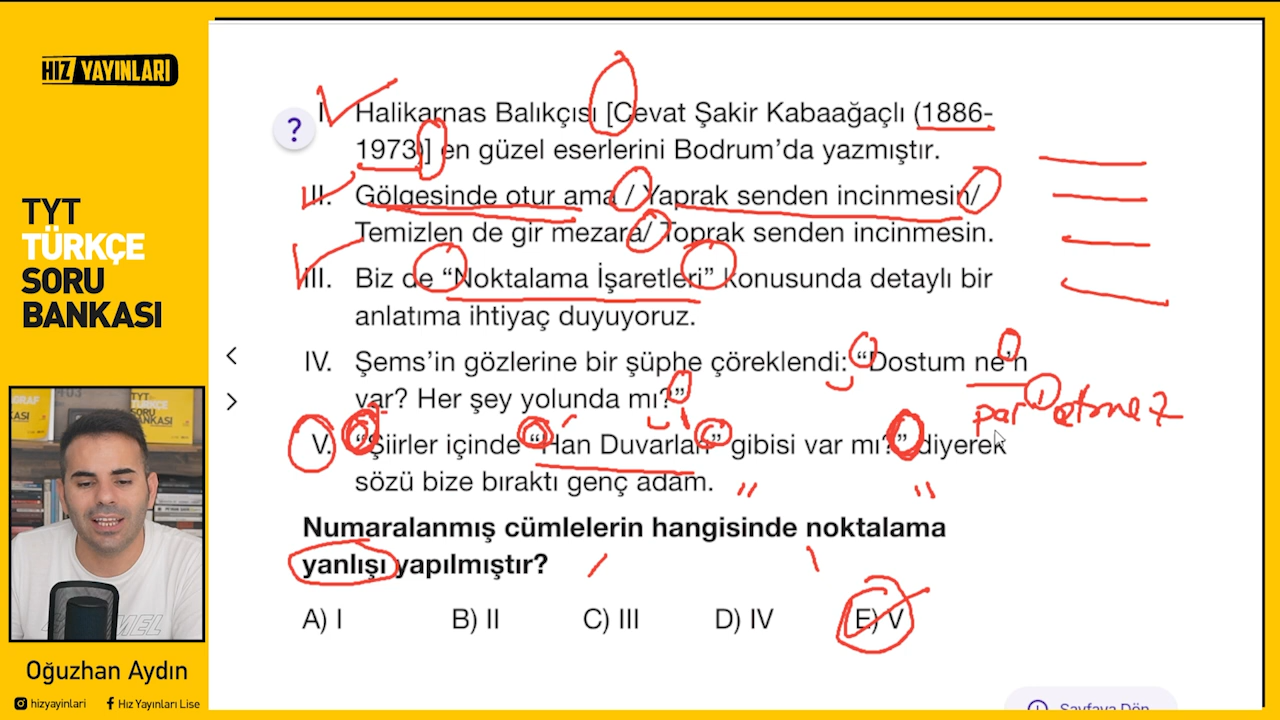 HIZ YAYINLARI
TYT
TÜRKÇE
SORU
BANKASI
Oğuzhan Aydın
hizyayinlari Hız Yayınları Lise
?
I. Halikarnas Balıkçısı [Cevat Şakir Kabaağaçlı (1886-
1973)] en güzel eserlerini Bodrum’da yazmıştır.
II. Gölgesinde otur ama / Yaprak senden incinmesin/
Temizlen de gir mezara/ Toprak senden incinmesin.
III. Biz de “Noktalama İşaretleri” konusunda detaylı bir
anlatıma ihtiyaç duyuyoruz.
IV. Şems’in gözlerine bir şüphe çöreklendi: “Dostum ne’n
var? Her şey yolunda mı?”
par' etmez
V. “Şiirler içinde “Han Duvarları” gibisi var mı?” diyerek
sözü bize bıraktı genç adam.
Numaralanmış cümlelerin hangisinde noktalama
yanlışı yapılmıştır?
A) I B) II C) III D) IV E) V
Sayfaya Dön